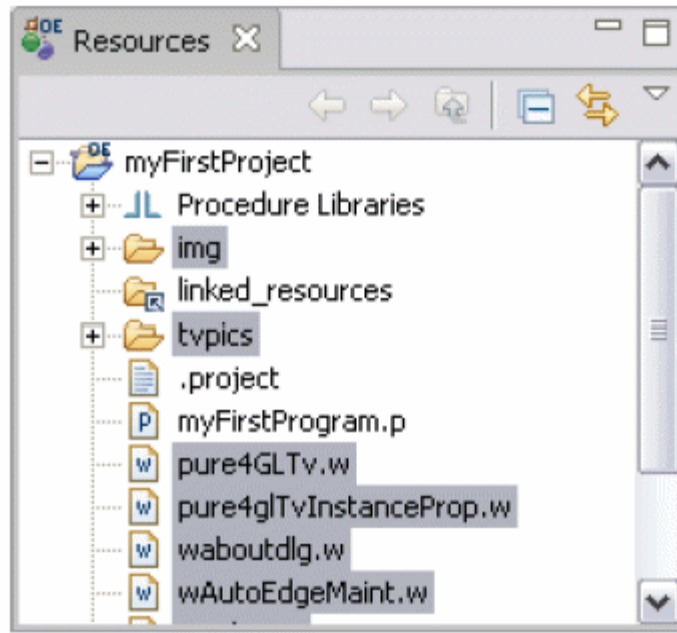 Resources
myFirstProject
Procedure Libraries
img
linked_resources
tvpics
.project
myFirstProgram.p
pure4GLTv.w
pure4glTvInstanceProp.w
waboutdlg.w
wAutoEdgeMaint.w